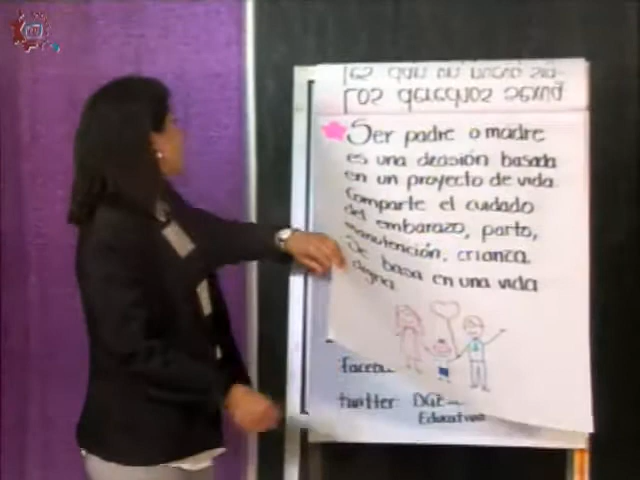 Ser padre o madre
es una decisión basada
en un proyecto de vida
Comparte el cuidado
del embarazo, parto,
manutención, crianza.
Se basa en una vida
digna.
twitter: DGE
Educativa